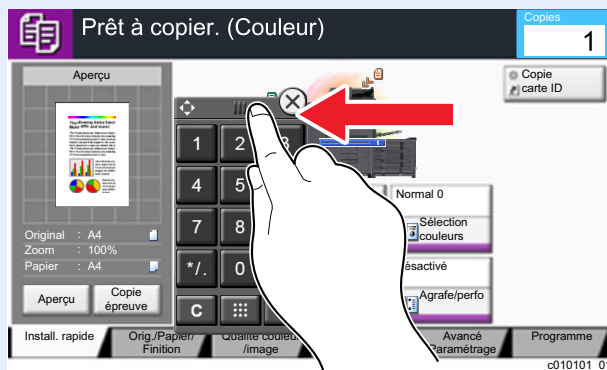 Prêt à copier. (Couleur)
Copies
1
Aperçu
Original : A4
Zoom : 100%
Papier : A4
Aperçu
Copie
épreuve
1 2 3
4 5
7 8
*/. 0
C
Copie
carte ID
Normal 0
Sélection
couleurs
ésactivé
Agrafe/perfo
Install. rapide
Orig./Papier/
Finition
Qualité couleur
/image
Avancé
Paramétrage
Programme
c010101_01